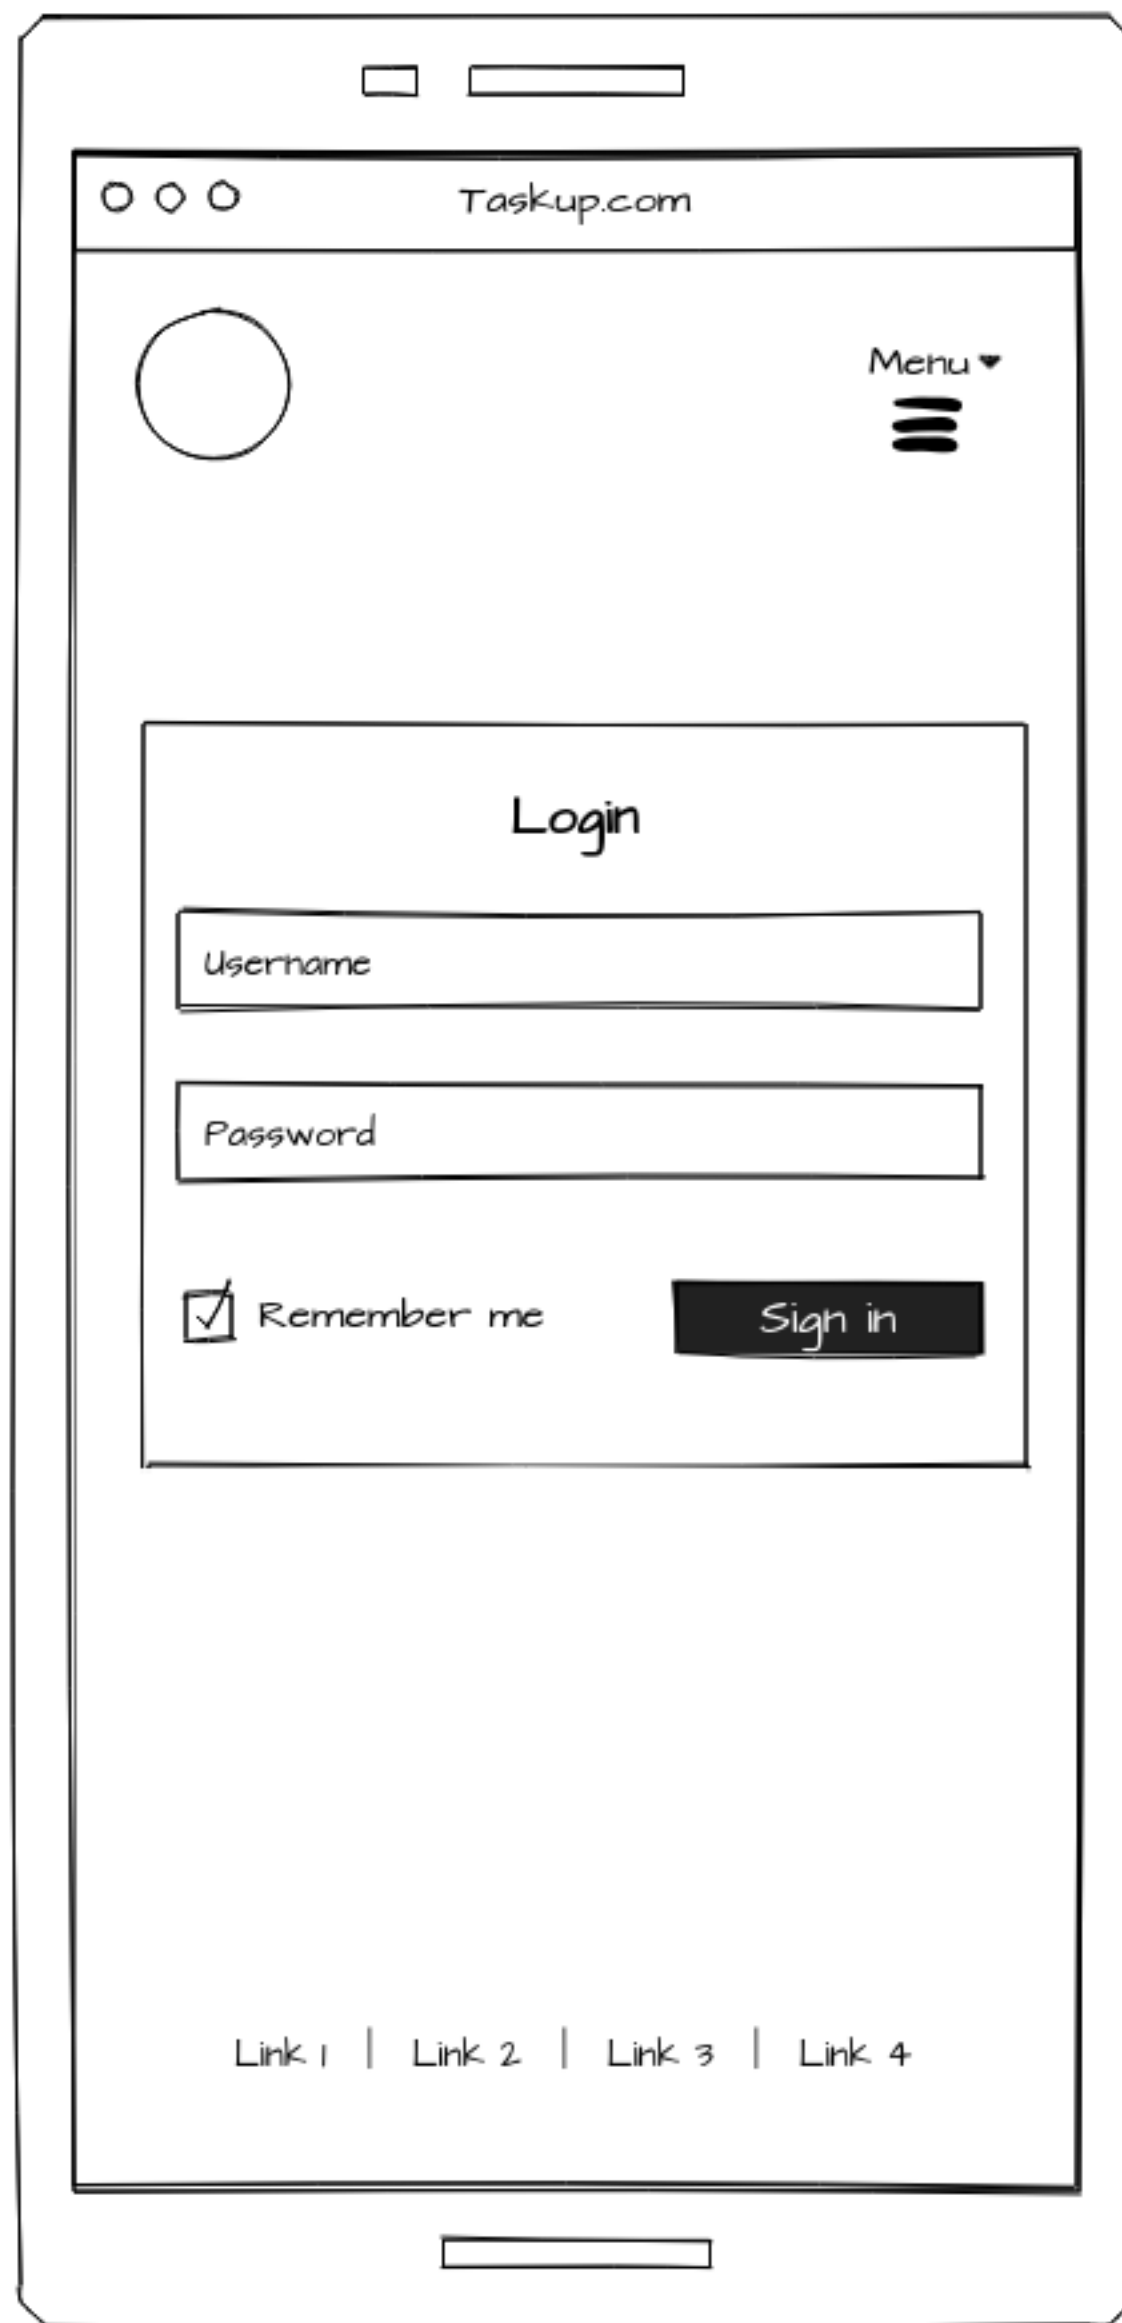 Taskup.com
Menu
Login
Username
Password
Remember me
Sign in
Link 1 | Link 2 | Link 3 | Link 4